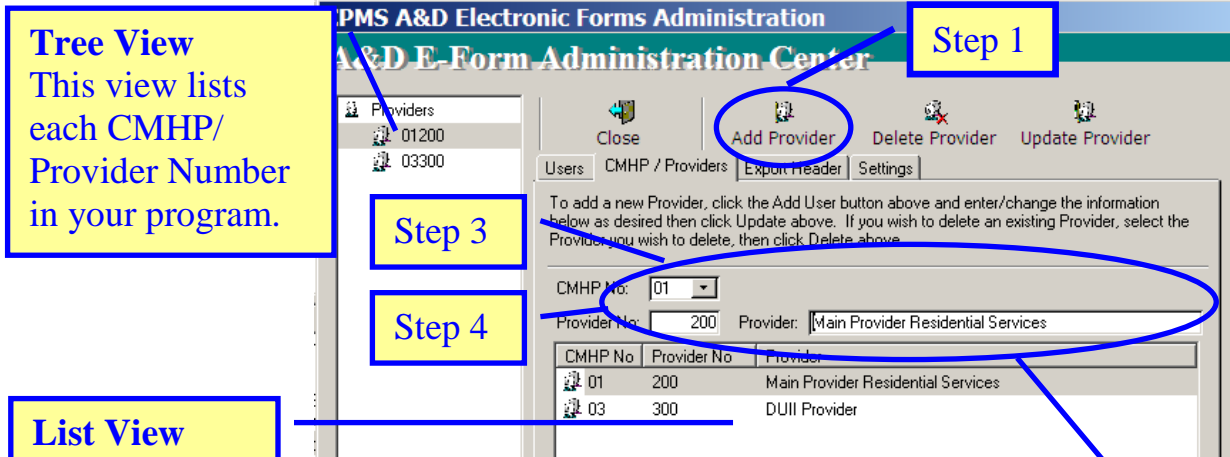 CPMS A&D Electronic Forms Administration
A&D E-Form Administration Center
Tree View
This view lists
each CMHP/
Provider Number
in your program.
Step 1
Providers
01200
03300
Close
Add Provider
Delete Provider
Update Provider
Users
CMHP / Providers
Export Header
Settings
To add a new Provider, click the Add User button above and enter/change the information
below as desired then click Update above. If you wish to delete an existing Provider, select the
Provider you wish to delete, then click Delete above.
Step 3
CMHP No: 01
Step 4
Provider No: 200 Provider: Main Provider Residential Services
CMHP No Provider No Provider
01 200 Main Provider Residential Services
03 300 DUII Provider
List View